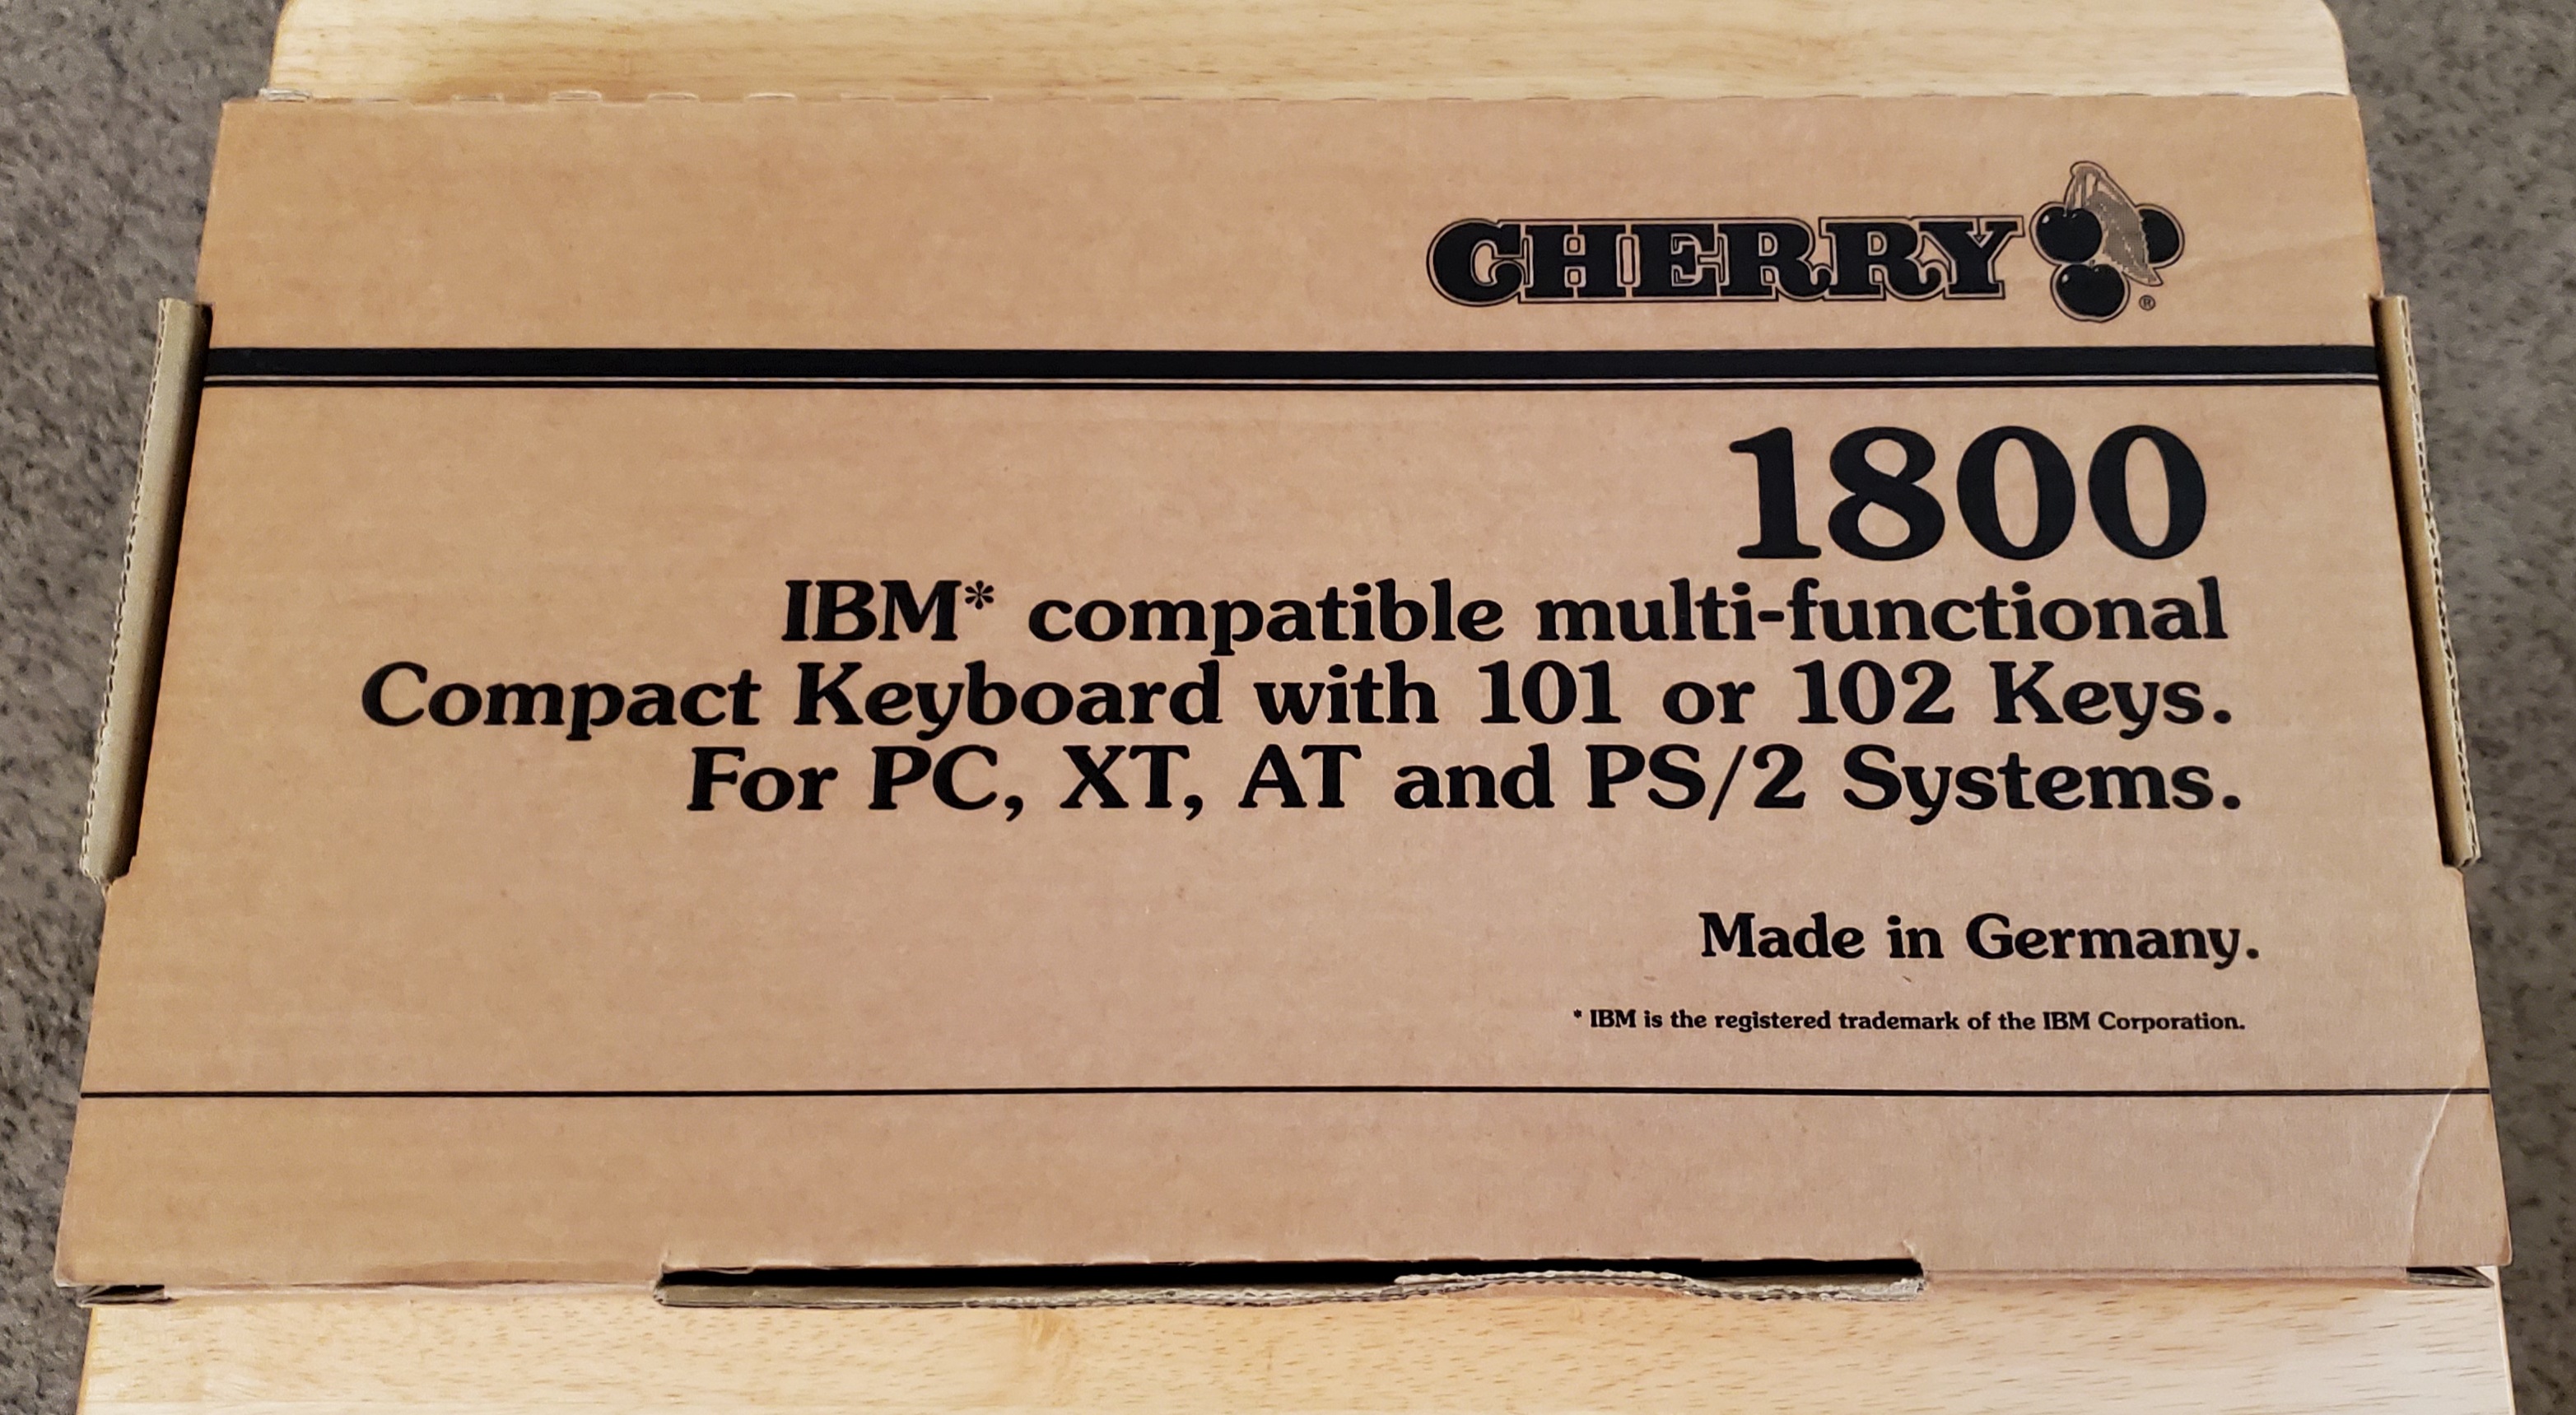 CHERRY ®
1800
IBM* compatible multi-functional
Compact Keyboard with 101 or 102 Keys.
For PC, XT, AT and PS/2 Systems.
Made in Germany.
* IBM is the registered trademark of the IBM Corporation.